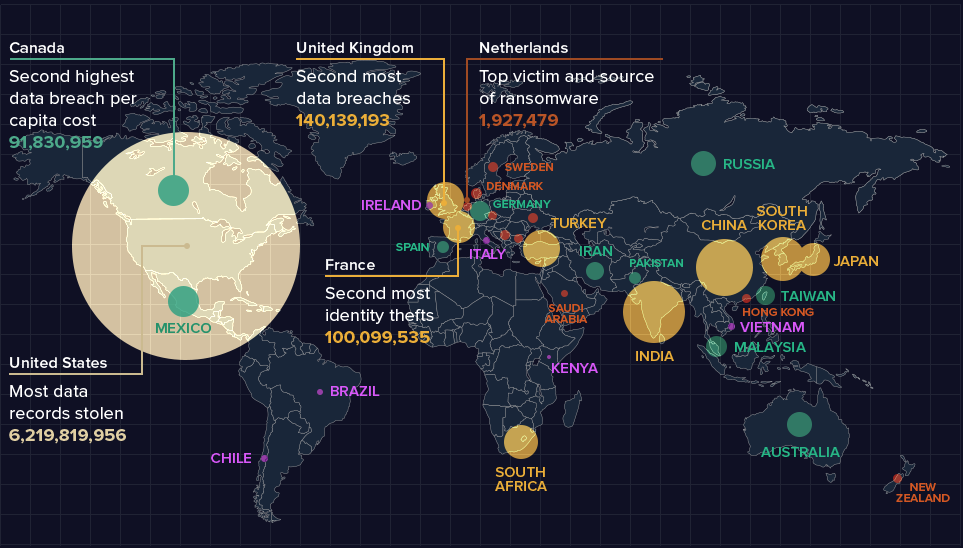 Canada
Second highest
data breach per
capita cost
91,830,959
United Kingdom
Second most
data breaches
140,139,193
Netherlands
Top victim and source
of ransomware
1,927,479
SWEDEN
RUSSIA
DENMARK
IRELAND
GERMANY
TURKEY
CHINA
SOUTH
KOREA
SPAIN
ITALY
IRAN
PAKISTAN
JAPAN
France
Second most
identity thefts
100,099,535
SAUDI
ARABIA
TAIWAN
HONG KONG
VIETNAM
MALAYSIA
MEXICO
INDIA
KENYA
United States
Most data
records stolen
6,219,819,956
BRAZIL
CHILE
SOUTH
AFRICA
AUSTRALIA
NEW
ZEALAND